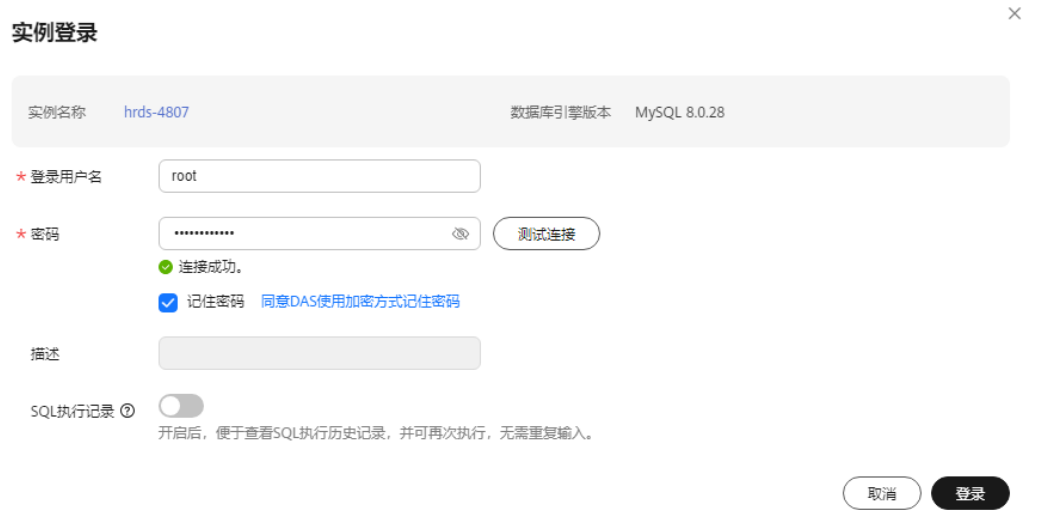 实例登录
实例名称 hrds-4807 数据库引擎版本 MySQL 8.0.28
* 登录用户名 root
* 密码 •••••••••••• 测试连接
连接成功。
记住密码 同意DAS使用加密方式记住密码
描述
SQL执行记录
开启后，便于查看SQL执行历史记录，并可再次执行，无需重复输入。
取消 登录